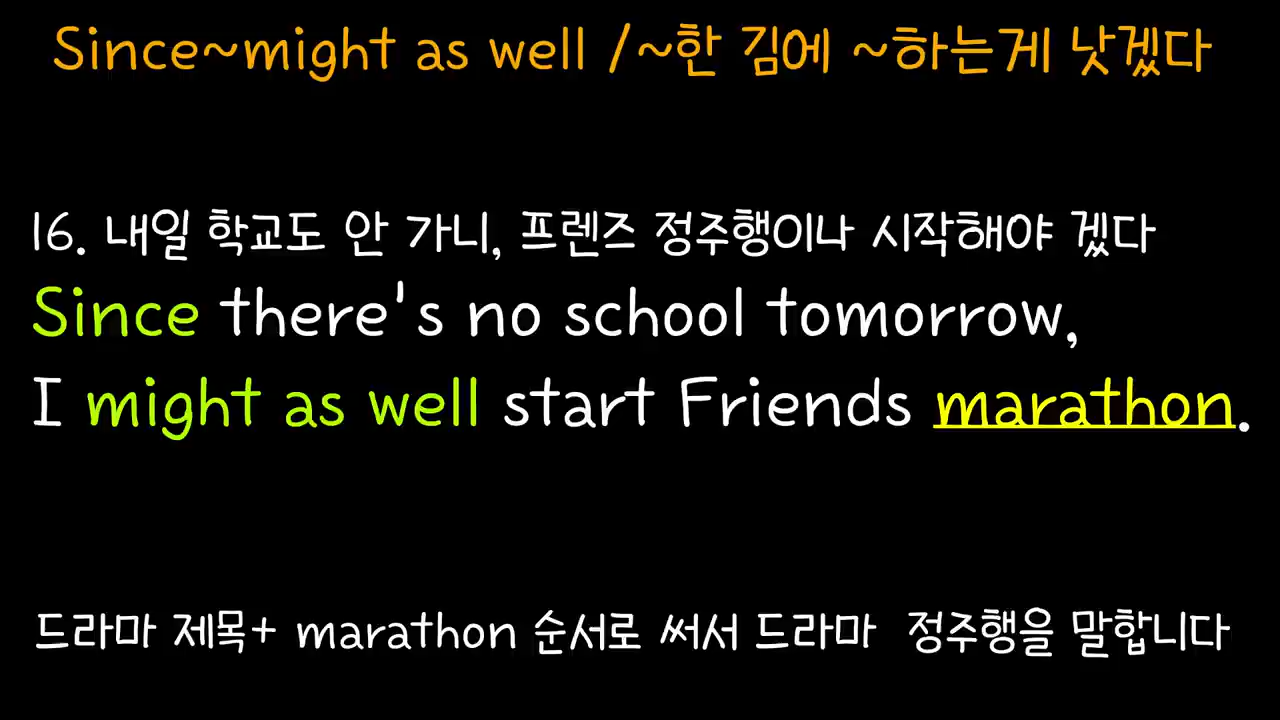 Since~might as well /~한 김에 ~하는게 낫겠다
16. 내일 학교도 안 가니, 프렌즈 정주행이나 시작해야 겠다
Since there's no school tomorrow,
I might as well start Friends marathon.
드라마 제목+ marathon 순서로 써서 드라마 정주행을 말합니다